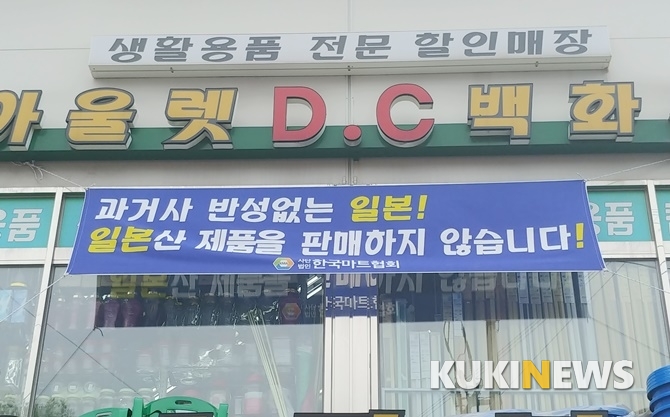 생활용품 전문 할인매장
아울렛 D.C 백화
용품
과거사 반성없는 일본!
일본산 제품을 판매하지 않습니다!
사단법인 한국마트협회
KUKINEWS